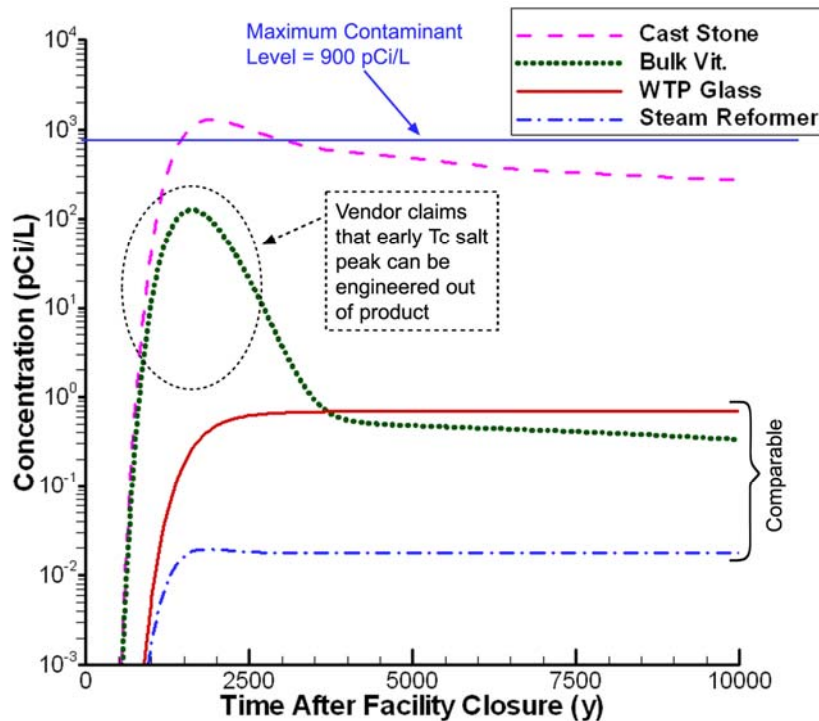 Maximum Contaminant
Level = 900 pCi/L
Cast Stone
Bulk Vit.
WTP Glass
Steam Reformer
Vendor claims
that early Tc salt
peak can be
engineered out
of product
Comparable
Concentration (pCi/L)
10⁴
10³
10²
10¹
10⁰
10⁻¹
10⁻²
10⁻³
0
2500
5000
7500
10000
Time After Facility Closure (y)